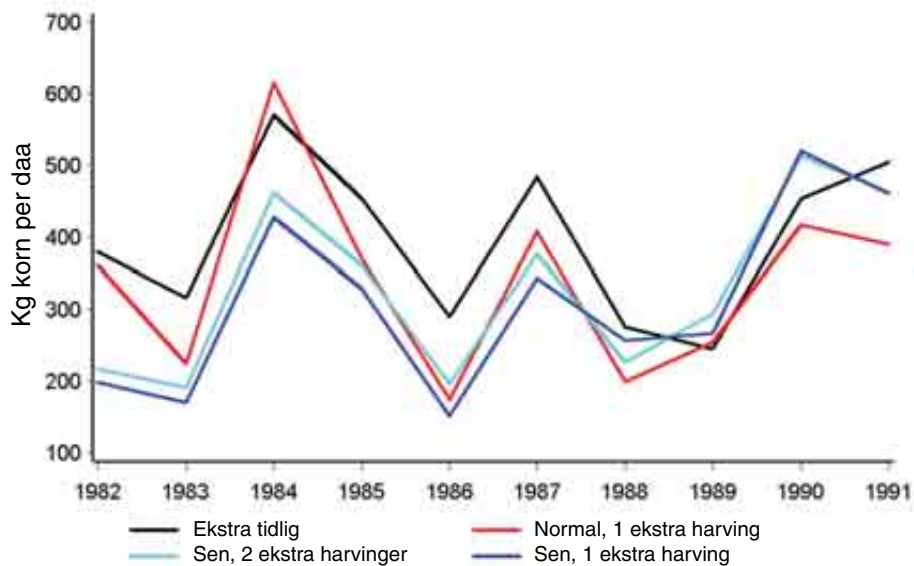 Kg korn per daa
700
600
500
400
300
200
100
1982 1983 1984 1985 1986 1987 1988 1989 1990 1991
Ekstra tidlig
Normal, 1 ekstra harving
Sen, 2 ekstra harvinger
Sen, 1 ekstra harving